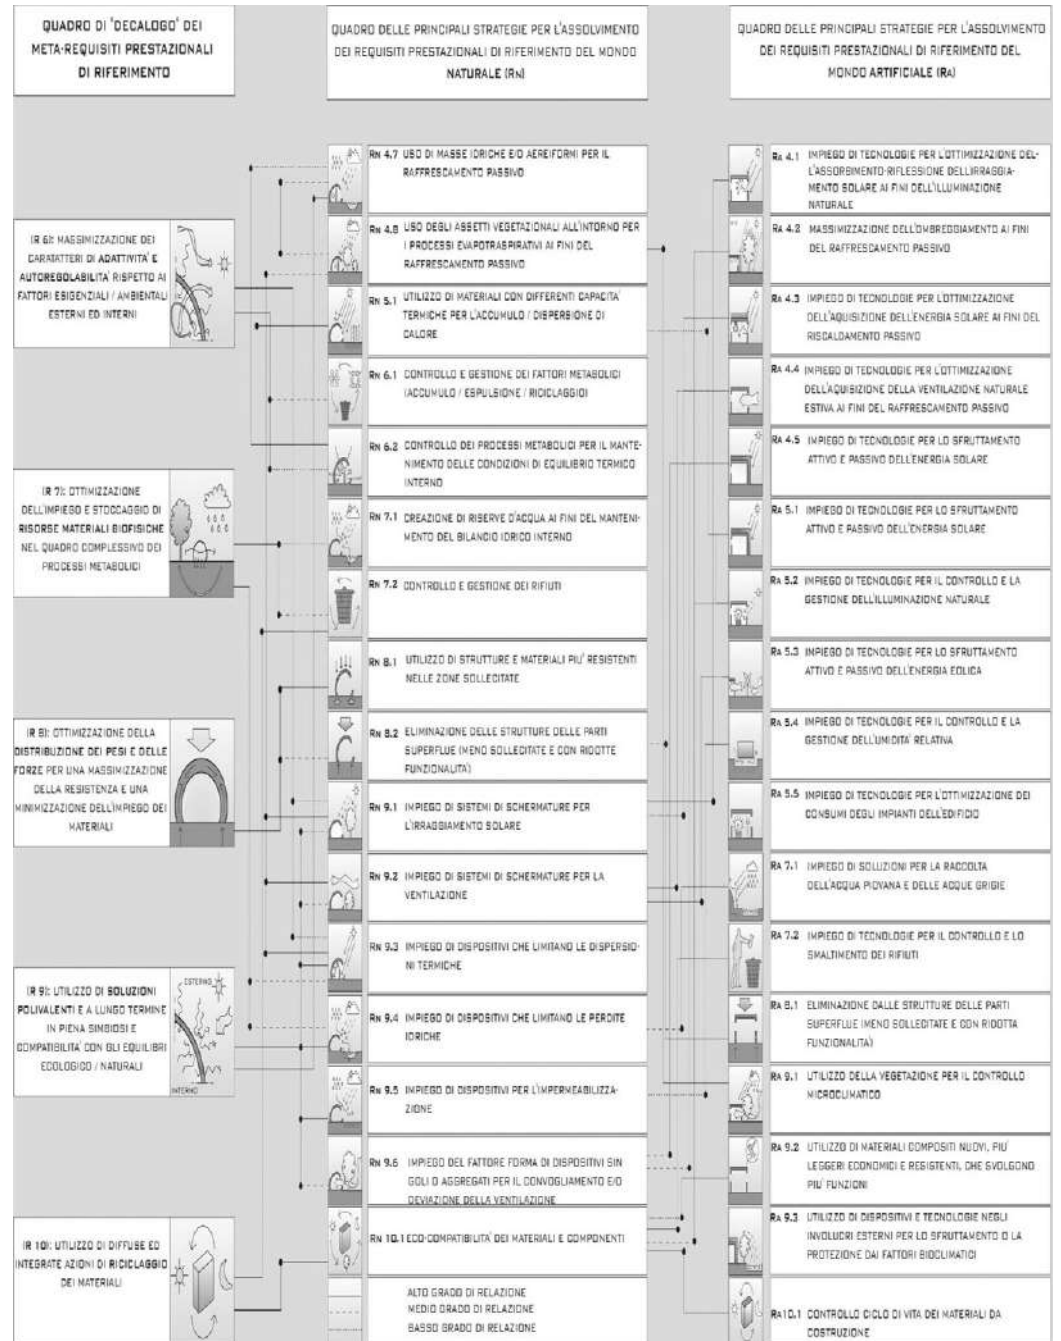 QUADRO DI "DECALOGO" DEI
META-REQUISITI PRESTAZIONALI
DI RIFERIMENTO
QUADRO DELLE PRINCIPALI STRATEGIE PER L'ASSOLVIMENTO
DEI REQUISITI PRESTAZIONALI DI RIFERIMENTO DEL MONDO
NATURALE (RN)
QUADRO DELLE PRINCIPALI STRATEGIE PER L'ASSOLVIMENTO
DEI REQUISITI PRESTAZIONALI DI RIFERIMENTO DEL
MONDO ARTIFICIALE (RA)
(R 6): MASSIMIZZAZIONE DEI
CARATATTERI DI ADATTIVITA' E
AUTOREGOLABILITA' RISPETTO AI
FATTORI ESIGENZIALI / AMBIENTALI
ESTERNI ED INTERNI
(R 7): OTTIMIZZAZIONE
DELL'IMPIEGO E STOCCAGGIO DI
RISORSE MATERIALI BIOFISICHE
NEL QUADRO COMPLESSIVO DEI
PROCESSI METABOLICI
(R 8): OTTIMIZZAZIONE DELLA
DISTRIBUZIONE DEI PESI E DELLE
FORZE PER UNA MASSIMIZZAZIONE
DELLA RESISTENZA E UNA
MINIMIZZAZIONE DELL'IMPIEGO DEI
MATERIALI
(R 9): UTILIZZO DI SOLUZIONI
POLIVALENTI E A LUNGO TERMINE
IN PIENA SIMBIOSI E
COMPATIBILITA' CON GLI EQUILIBRI
ECOLOGICO / NATURALI
ESTERNO
INTERNO
(R 10): UTILIZZO DI DIFFUSE ED
INTEGRATE AZIONI DI RICICLAGGIO
DEI MATERIALI
RN 4.7 USO DI MASSE IDRICHE E/O AEREIFORMI PER IL
RAFFRESCAMENTO PASSIVO
RN 4.8 USO DEGLI ASSETTI VEGETAZIONALI ALL'INTORNO PER
I PROCESSI EVAPOTRASPIRATIVI AI FINI DEL
RAFFRESCAMENTO PASSIVO
RN 5.1 UTILIZZO DI MATERIALI CON DIFFERENTI CAPACITA'
TERMICHE PER L'ACCUMULO / DISPERSIONE DI
CALORE
RN 6.1 CONTROLLO E GESTIONE DEI FATTORI METABOLICI
(ACCUMULO / ESPULSIONE / RICICLAGGIO)
RN 6.2 CONTROLLO DEI PROCESSI METABOLICI PER IL MANTE-
NIMENTO DELLE CONDIZIONI DI EQUILIBRIO TERMICO
INTERNO
RN 7.1 CREAZIONE DI RISERVE D'ACQUA AI FINI DEL MANTENI-
MENTO DEL BILANCIO IDRICO INTERNO
RN 7.2 CONTROLLO E GESTIONE DEI RIFIUTI
RN 8.1 UTILIZZO DI STRUTTURE E MATERIALI PIU' RESISTENTI
NELLE ZONE SOLLECITATE
RN 8.2 ELIMINAZIONE DELLE STRUTTURE DELLE PARTI
SUPERFLUE (MENO SOLLECITATE E CON RIDOTTE
FUNZIONALITA')
RN 9.1 IMPIEGO DI SISTEMI DI SCHERMATURE PER
L'IRRAGGIAMENTO SOLARE
RN 9.2 IMPIEGO DI SISTEMI DI SCHERMATURE PER LA
VENTILAZIONE
RN 9.3 IMPIEGO DI DISPOSITIVI CHE LIMITANO LE DISPERSIO-
NI TERMICHE
RN 9.4 IMPIEGO DI DISPOSITIVI CHE LIMITANO LE PERDITE
IDRICHE
RN 9.5 IMPIEGO DI DISPOSITIVI PER L'IMPERMEABILIZZA-
ZIONE
RN 9.6 IMPIEGO DEL FATTORE FORMA DI DISPOSITIVI SIN
GOLI O AGGREGATI PER IL CONVOGLIAMENTO E/O
DEVIAZIONE DELLA VENTILAZIONE
RN 10.1 ECO-COMPATIBILITA' DEI MATERIALI E COMPONENTI
ALTO GRADO DI RELAZIONE
MEDIO GRADO DI RELAZIONE
BASSO GRADO DI RELAZIONE
RA 4.1 IMPIEGO DI TECNOLOGIE PER L'OTTIMIZZAZIONE DEL-
L'ASSORBIMENTO-RIFLESSIONE DELL'IRRAGGIA-
MENTO SOLARE AI FINI DELL'ILLUMINAZIONE
NATURALE
RA 4.2 MASSIMIZZAZIONE DELL'OMBREGGIAMENTO AI FINI
DEL RAFFRESCAMENTO PASSIVO
RA 4.3 IMPIEGO DI TECNOLOGIE PER L'OTTIMIZZAZIONE
DELL'AQUISIZIONE DELL'ENERGIA SOLARE AI FINI DEL
RISCALDAMENTO PASSIVO
RA 4.4 IMPIEGO DI TECNOLOGIE PER L'OTTIMIZZAZIONE
DELL'AQUISIZIONE DELLA VENTILAZIONE NATURALE
ESTIVA AI FINI DEL RAFFRESCAMENTO PASSIVO
RA 4.5 IMPIEGO DI TECNOLOGIE PER LO SFRUTTAMENTO
ATTIVO E PASSIVO DELL'ENERGIA SOLARE
RA 5.1 IMPIEGO DI TECNOLOGIE PER LO SFRUTTAMENTO
ATTIVO E PASSIVO DELL'ENERGIA SOLARE
RA 5.2 IMPIEGO DI TECNOLOGIE PER IL CONTROLLO E LA
GESTIONE DELL'ILLUMINAZIONE NATURALE
RA 5.3 IMPIEGO DI TECNOLOGIE PER LO SFRUTTAMENTO
ATTIVO E PASSIVO DELL'ENERGIA EOLICA
RA 5.4 IMPIEGO DI TECNOLOGIE PER IL CONTROLLO E LA
GESTIONE DELL'UMIDITA' RELATIVA
RA 5.5 IMPIEGO DI TECNOLOGIE PER L'OTTIMIZZAZIONE DEI
CONSUMI DEGLI IMPIANTI DELL'EDIFICIO
RA 7.1 IMPIEGO DI SOLUZIONI PER LA RACCOLTA
DELL'ACQUA PIOVANA E DELLE ACQUE GRIGIE
RA 7.2 IMPIEGO DI TECNOLOGIE PER IL CONTROLLO E LO
SMALTIMENTO DEI RIFIUTI
RA 8.1 ELIMINAZIONE DALLE STRUTTURE DELLE PARTI
SUPERFLUE (MENO SOLLECITATE E CON RIDOTTA
FUNZIONALITA')
RA 9.1 UTILIZZO DELLA VEGETAZIONE PER IL CONTROLLO
MICROCLIMATICO
RA 9.2 UTILIZZO DI MATERIALI COMPOSITI NUOVI, PIU'
LEGGERI ECONOMICI E RESISTENTI, CHE SVOLGONO
PIU' FUNZIONI
RA 9.3 UTILIZZO DI DISPOSITIVI E TECNOLOGIE NEGLI
INVOLUCRI ESTERNI PER LO SFRUTTAMENTO O LA
PROTEZIONE DAI FATTORI BIOCLIMATICI
RA10.1 CONTROLLO CICLO DI VITA DEI MATERIALI DA
COSTRUZIONE